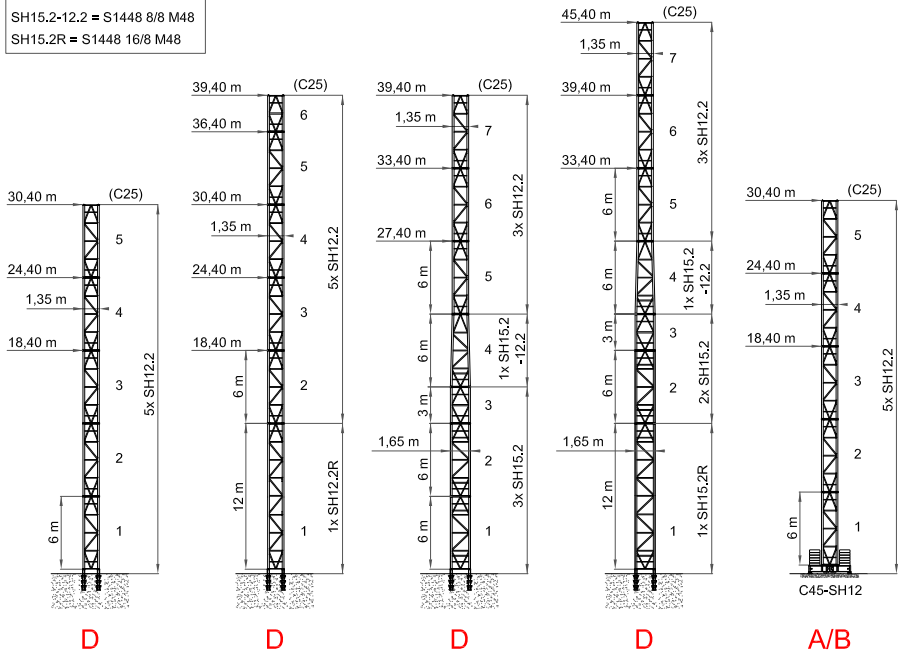 SH15.2-12.2 = S1448 8/8 M48
SH15.2R = S1448 16/8 M48
30,40 m
(C25)
5
24,40 m
1,35 m
4
18,40 m
3
5x SH12.2
2
6 m
1
D
39,40 m
(C25)
6
36,40 m
5
30,40 m
1,35 m
4
5x SH12.2
24,40 m
3
18,40 m
6 m
2
12 m
1x SH12.2R
1
D
39,40 m
(C25)
1,35 m
7
33,40 m
3x SH12.2
6
27,40 m
6 m
5
6 m
4
1x SH15.2
-12.2
3 m
3
1,65 m
6 m
2
3x SH15.2
6 m
1
D
45,40 m
(C25)
1,35 m
7
39,40 m
3x SH12.2
6
33,40 m
6 m
5
6 m
4
1x SH15.2
-12.2
3 m
3
2x SH15.2
6 m
2
1,65 m
12 m
1x SH15.2R
1
D
30,40 m
(C25)
5
24,40 m
1,35 m
4
18,40 m
3
5x SH12.2
2
6 m
1
C45-SH12
A/B